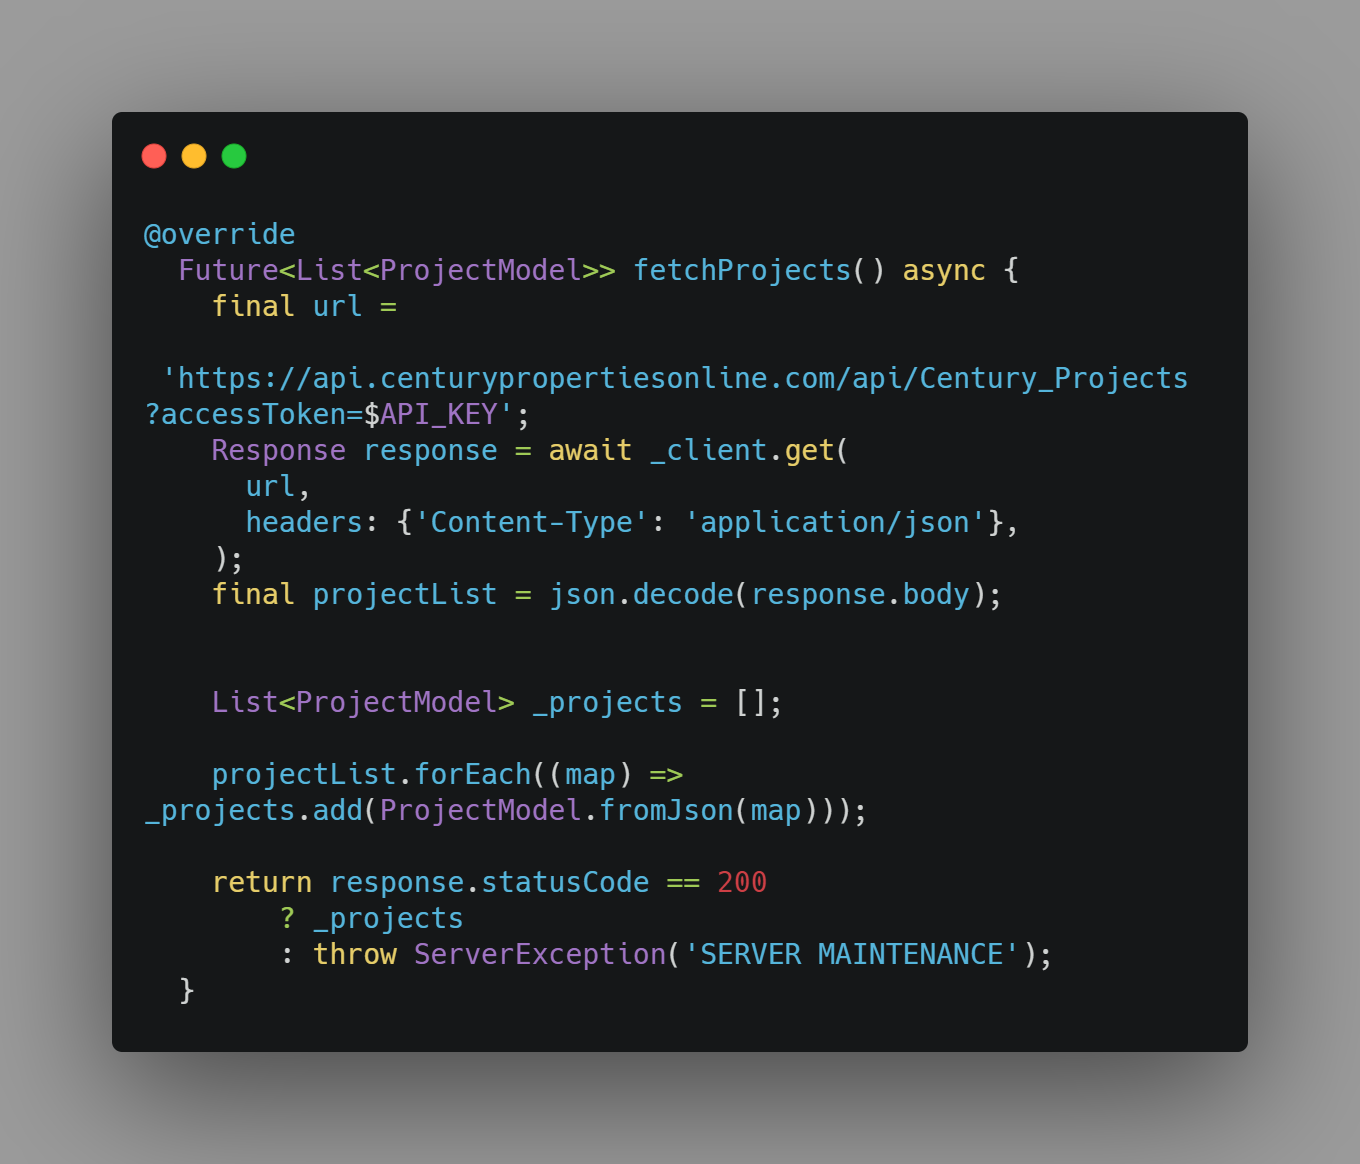 @override
  Future<List<ProjectModel>> fetchProjects() async {
    final url =

 'https://api.centurypropertiesonline.com/api/Century_Projects
?accessToken=$API_KEY';
    Response response = await _client.get(
      url,
      headers: {'Content-Type': 'application/json'},
    );
    final projectList = json.decode(response.body);


    List<ProjectModel> _projects = [];

    projectList.forEach((map) =>
_projects.add(ProjectModel.fromJson(map)));

    return response.statusCode == 200
        ? _projects
        : throw ServerException('SERVER MAINTENANCE');
  }